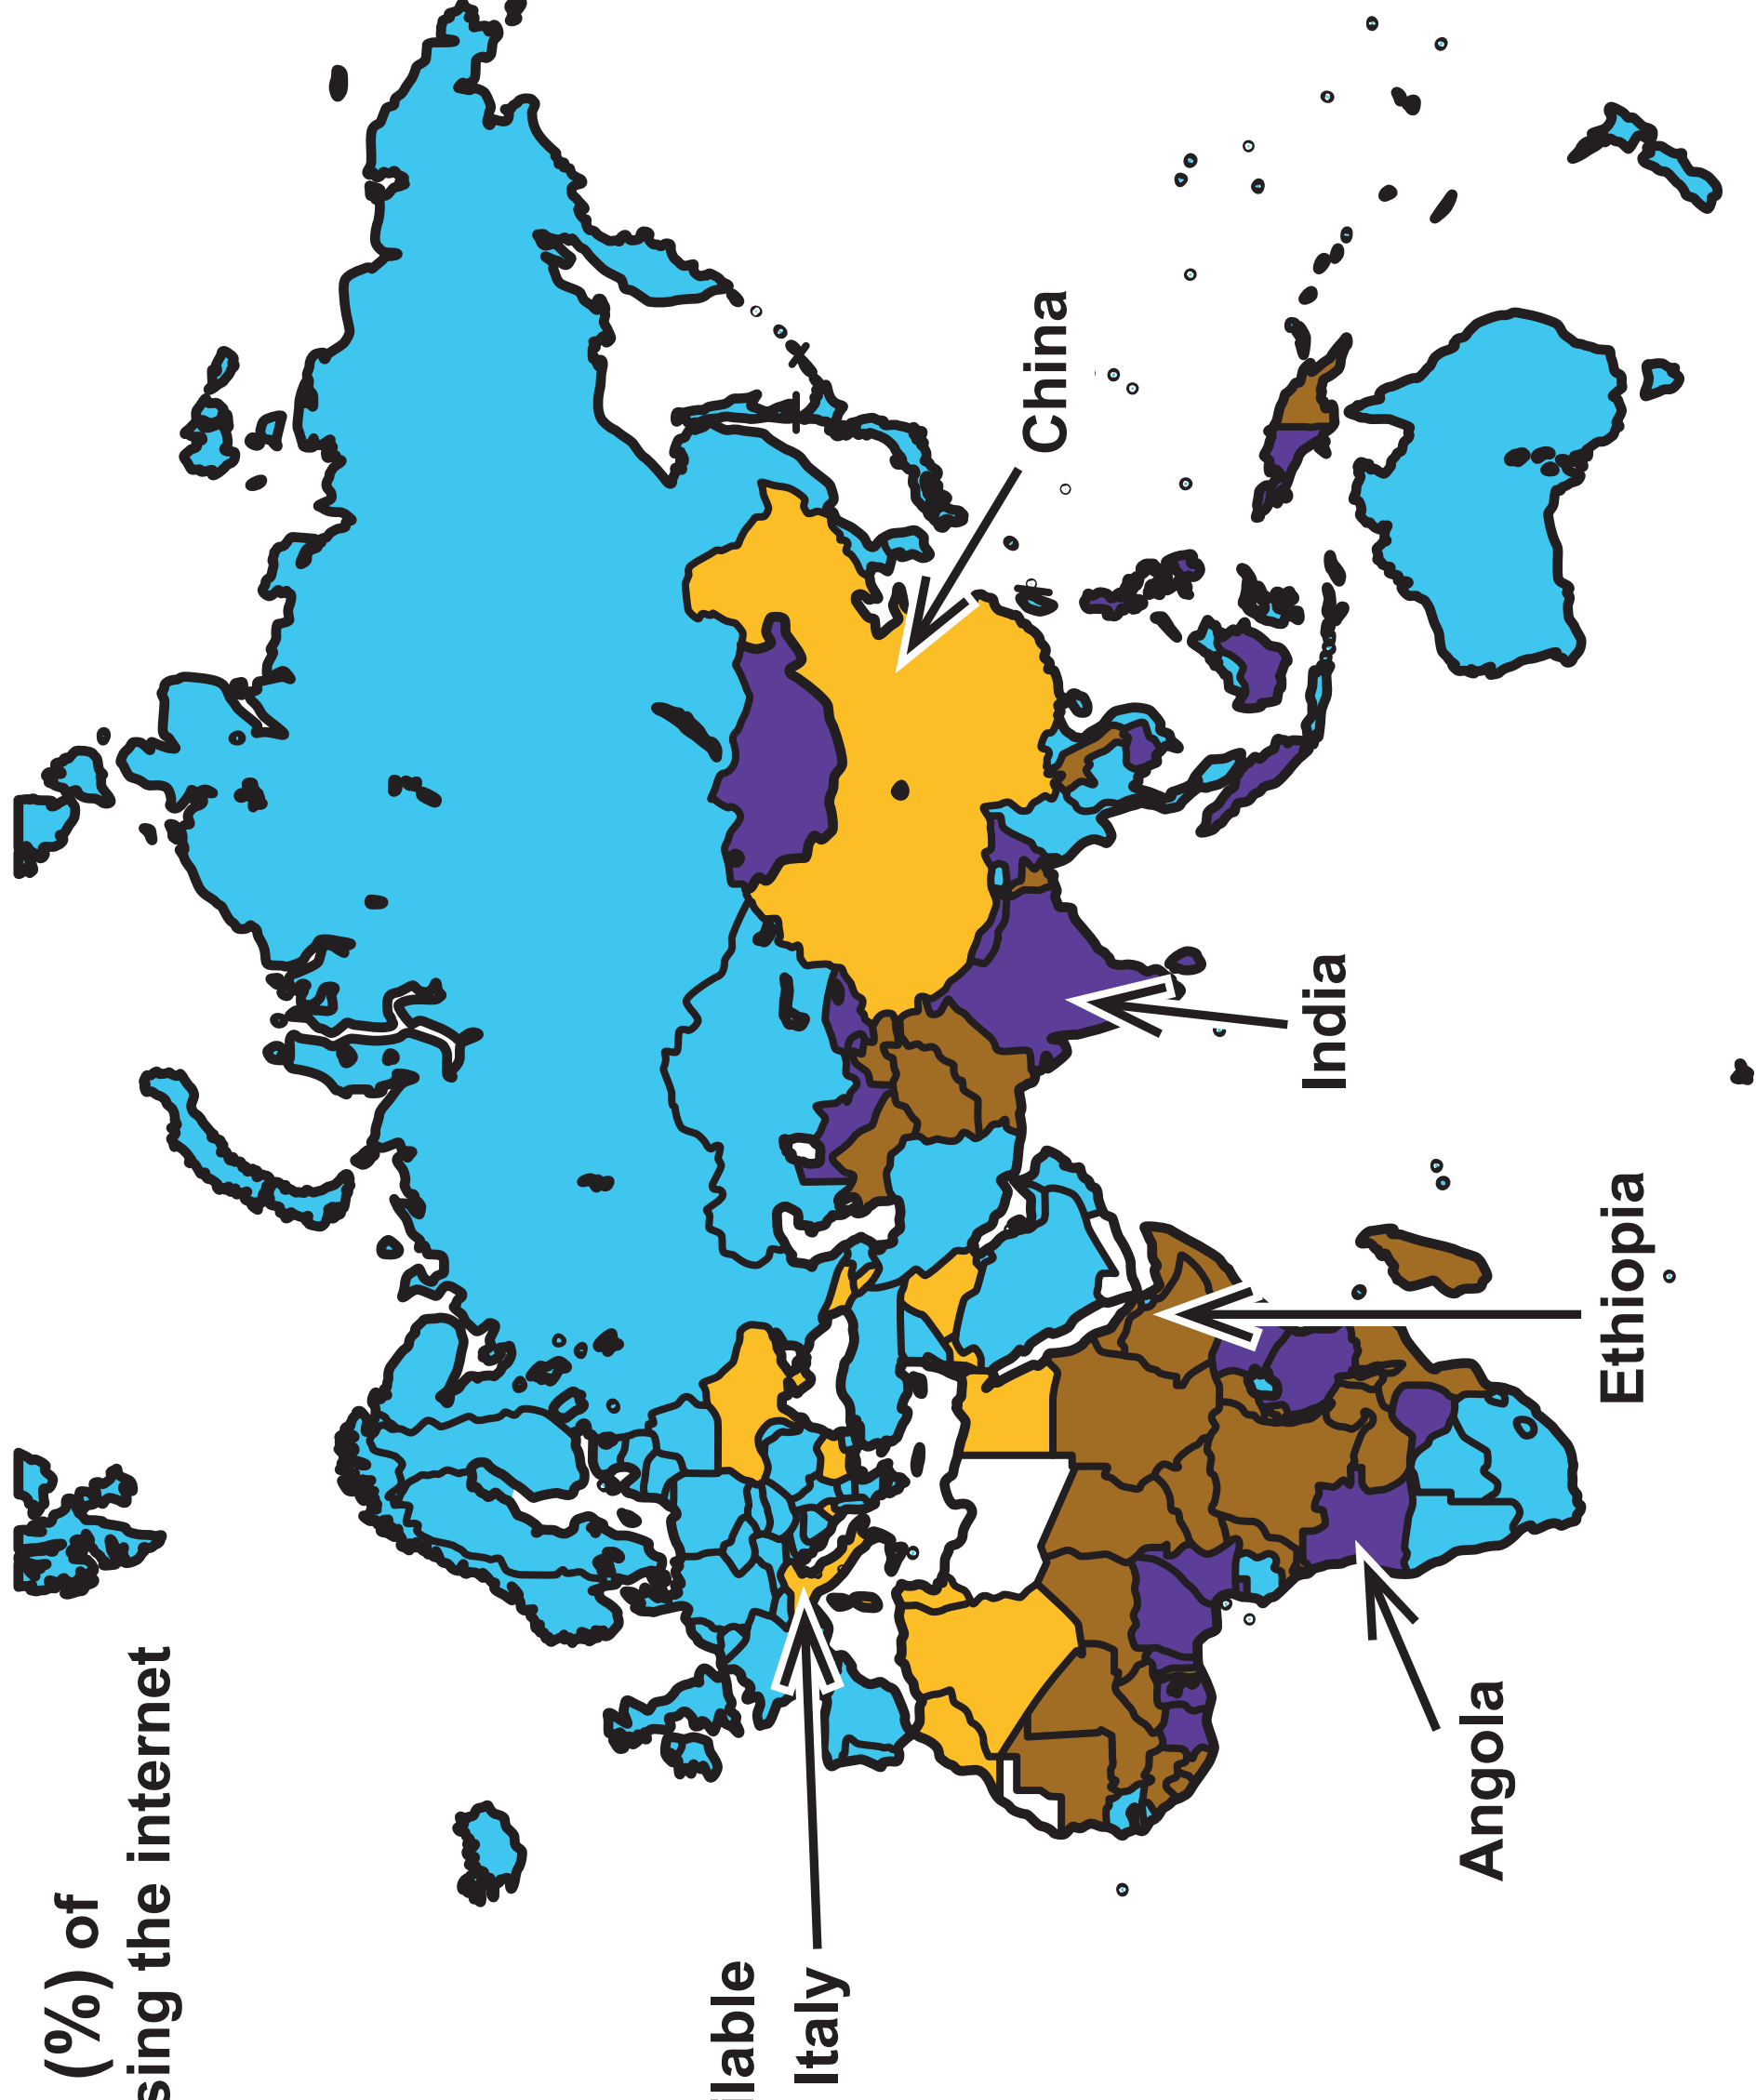 (%) of
sing the internet
lable
Italy
China
India
Ethiopia
Angola